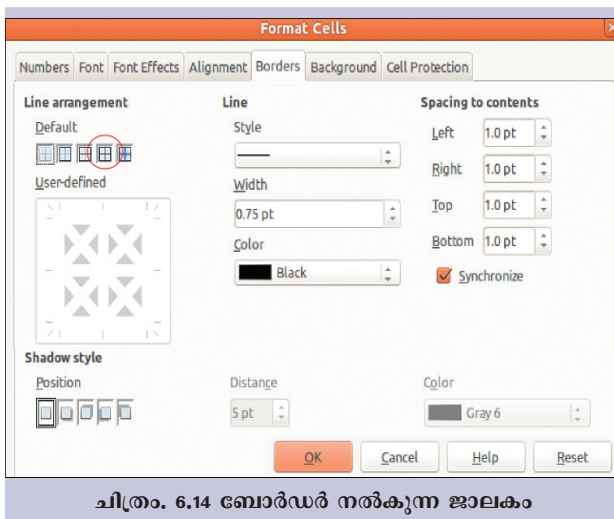 Format Cells
Numbers Font Font Effects Alignment Borders Background Cell Protection
Line arrangement
Default
User-defined
Line
Style
Width
0.75 pt
Color
Black
Spacing to contents
Left 1.0 pt
Right 1.0 pt
Top 1.0 pt
Bottom 1.0 pt
Synchronize
Shadow style
Position
Distance
5 pt
Color
Gray 6
OK Cancel Help Reset
ചിത്രം. 6.14 ബോർഡർ നൽകുന്ന ജാലകം